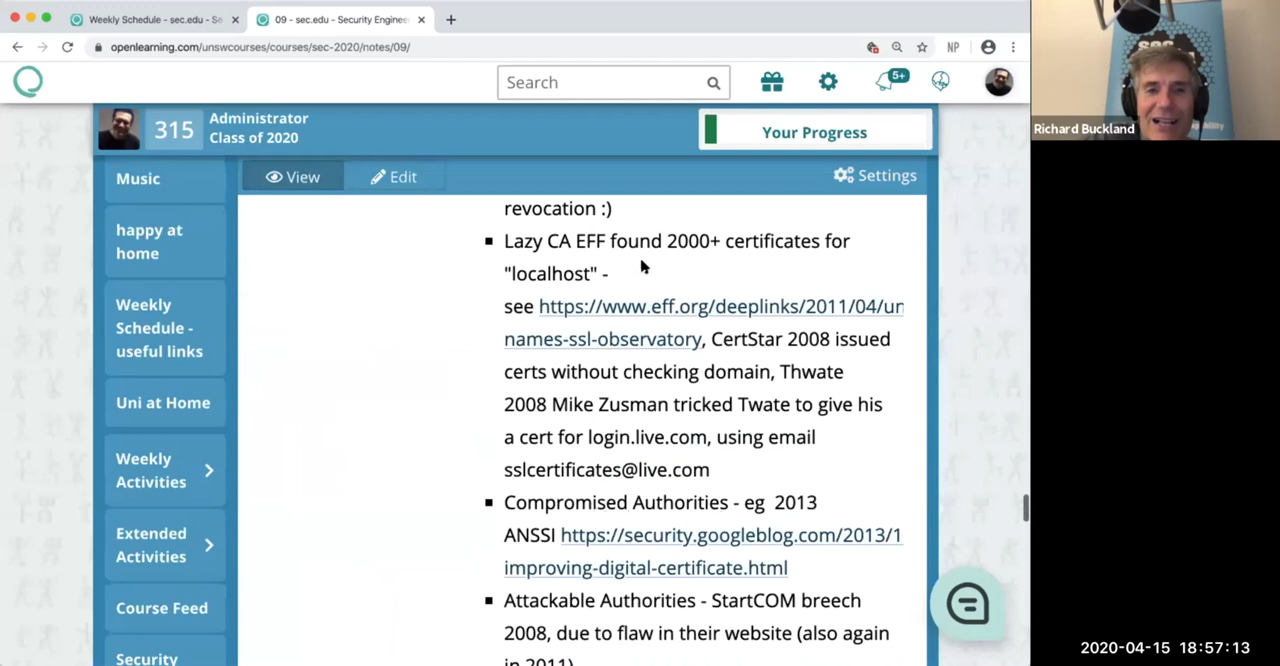 Weekly Schedule - sec.edu - Se
09 - sec.edu - Security Enginee
openlearning.com/unswcourses/courses/sec-2020/notes/09/
NP
Search
5+
315
Administrator
Class of 2020
Your Progress
View
Edit
Settings
Music
happy at
home
Weekly
Schedule -
useful links
Uni at Home
Weekly
Activities
Extended
Activities
Course Feed
Security
revocation :)
Lazy CA EFF found 2000+ certificates for
"localhost" -
see https://www.eff.org/deeplinks/2011/04/un
names-ssl-observatory, CertStar 2008 issued
certs without checking domain, Thwate
2008 Mike Zusman tricked Twate to give his
a cert for login.live.com, using email
sslcertificates@live.com
Compromised Authorities - eg 2013
ANSSI https://security.googleblog.com/2013/1
improving-digital-certificate.html
Attackable Authorities - StartCOM breech
2008, due to flaw in their website (also again
in 2011)
Richard Buckland
2020-04-15 18:57:13